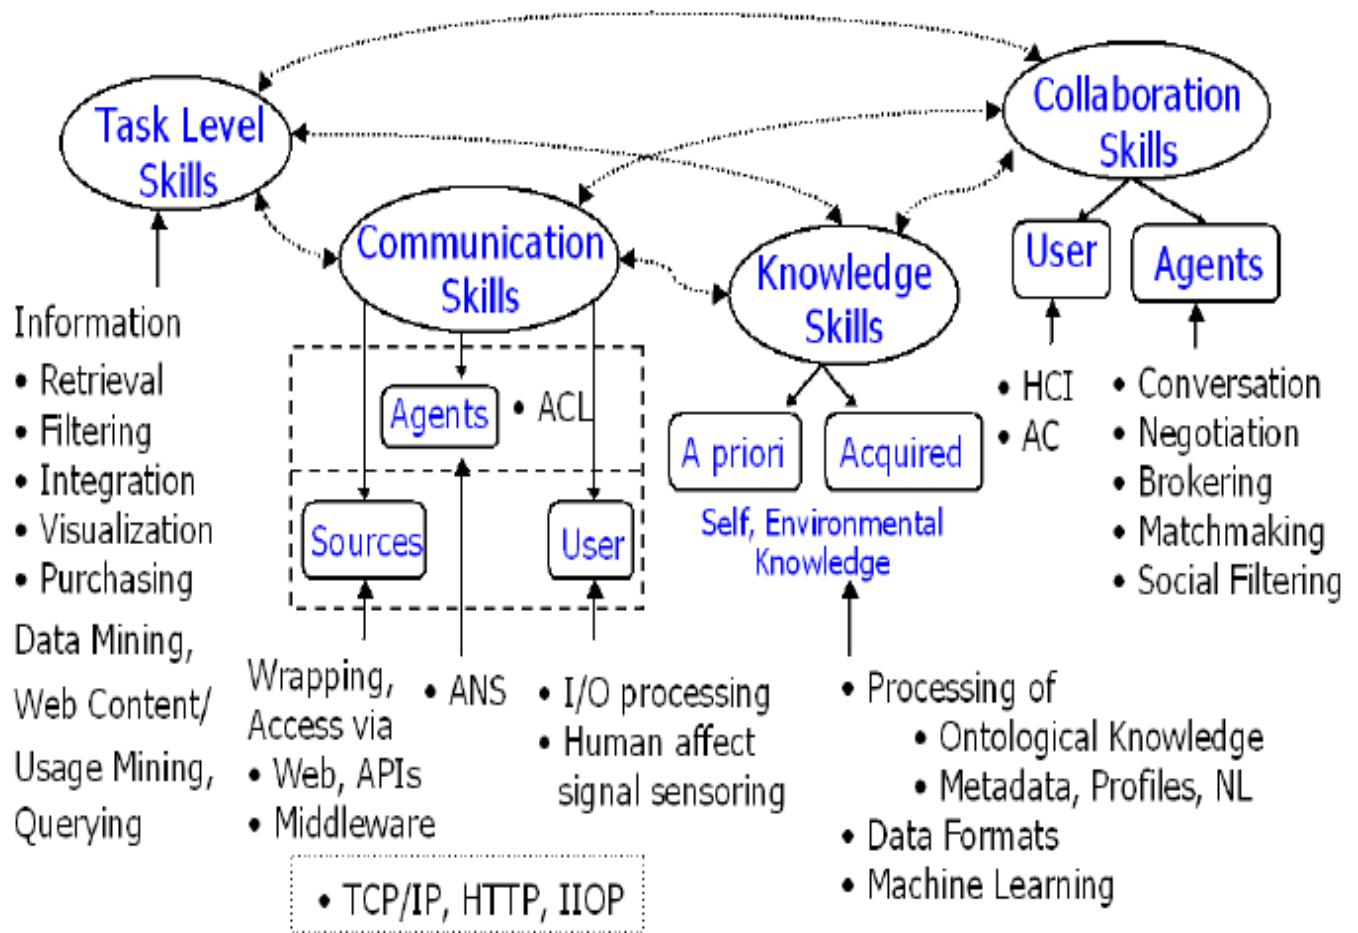 Task Level
Skills
Collaboration
Skills
Communication
Skills
Knowledge
Skills
User
Agents
Information
• Retrieval
• Filtering
• Integration
• Visualization
• Purchasing
Data Mining,
Web Content/
Usage Mining,
Querying
Agents
• ACL
Sources
User
A priori
Acquired
Self, Environmental
Knowledge
• HCI
• AC
• Conversation
• Negotiation
• Brokering
• Matchmaking
• Social Filtering
Wrapping,
Access via
• Web, APIs
• Middleware
• ANS
• I/O processing
• Human affect
signal sensoring
• Processing of
• Ontological Knowledge
• Metadata, Profiles, NL
• Data Formats
• Machine Learning
• TCP/IP, HTTP, IIOP